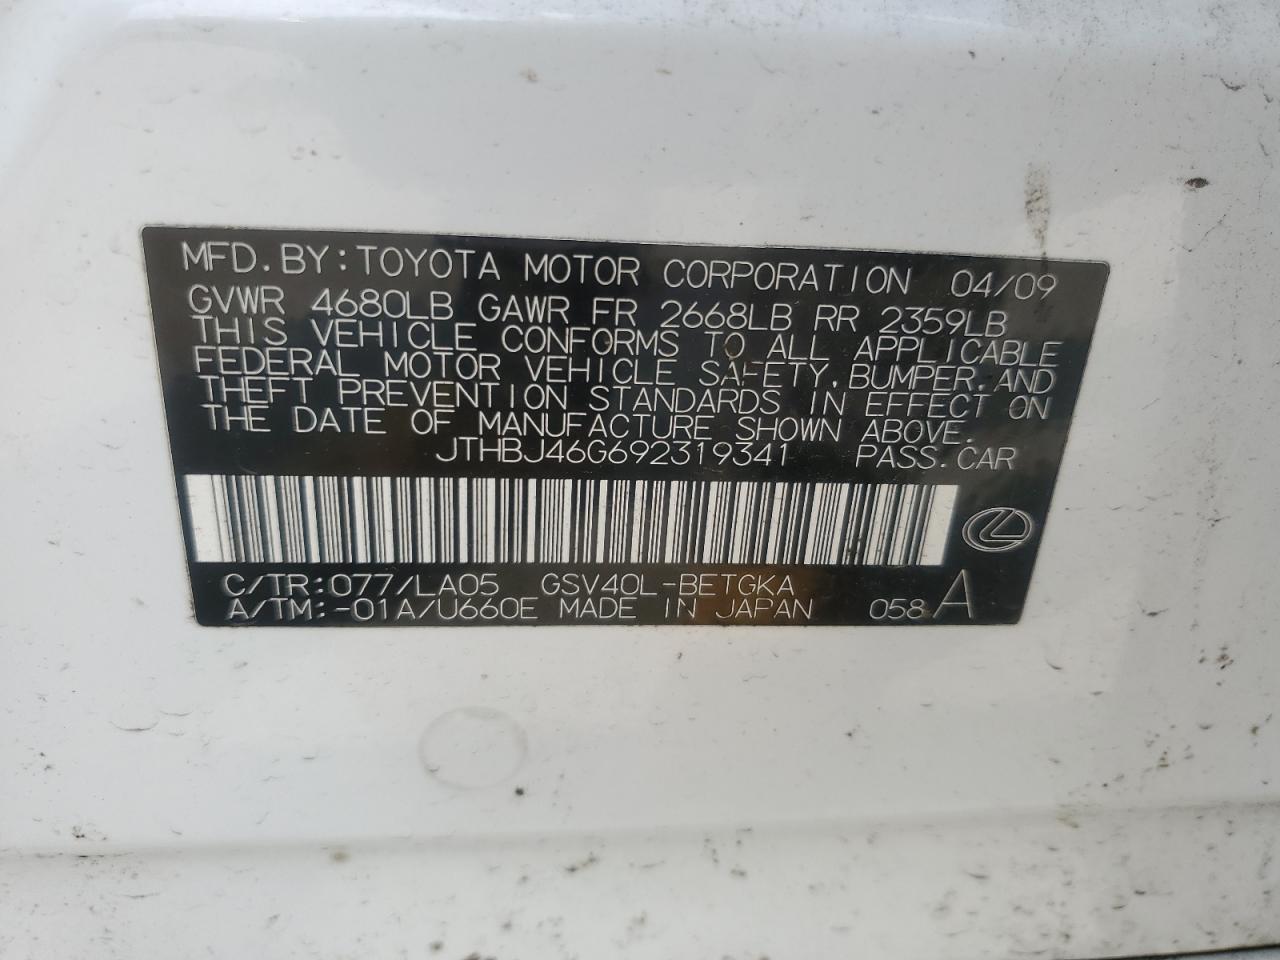 MFD.BY:TOYOTA MOTOR CORPORATION 04/09
GVWR 4680LB GAWR FR 2668LB RR 2359LB
THIS VEHICLE CONFORMS TO ALL APPLICABLE
FEDERAL MOTOR VEHICLE SAFETY,BUMPER,AND
THEFT PREVENTION STANDARDS IN EFFECT ON
THE DATE OF MANUFACTURE SHOWN ABOVE.
JTHBJ46G692319341 PASS.CAR
C/TR:077/LA05 GSV40L-BETGKA
A/TM:-01A/U660E MADE IN JAPAN 058 A